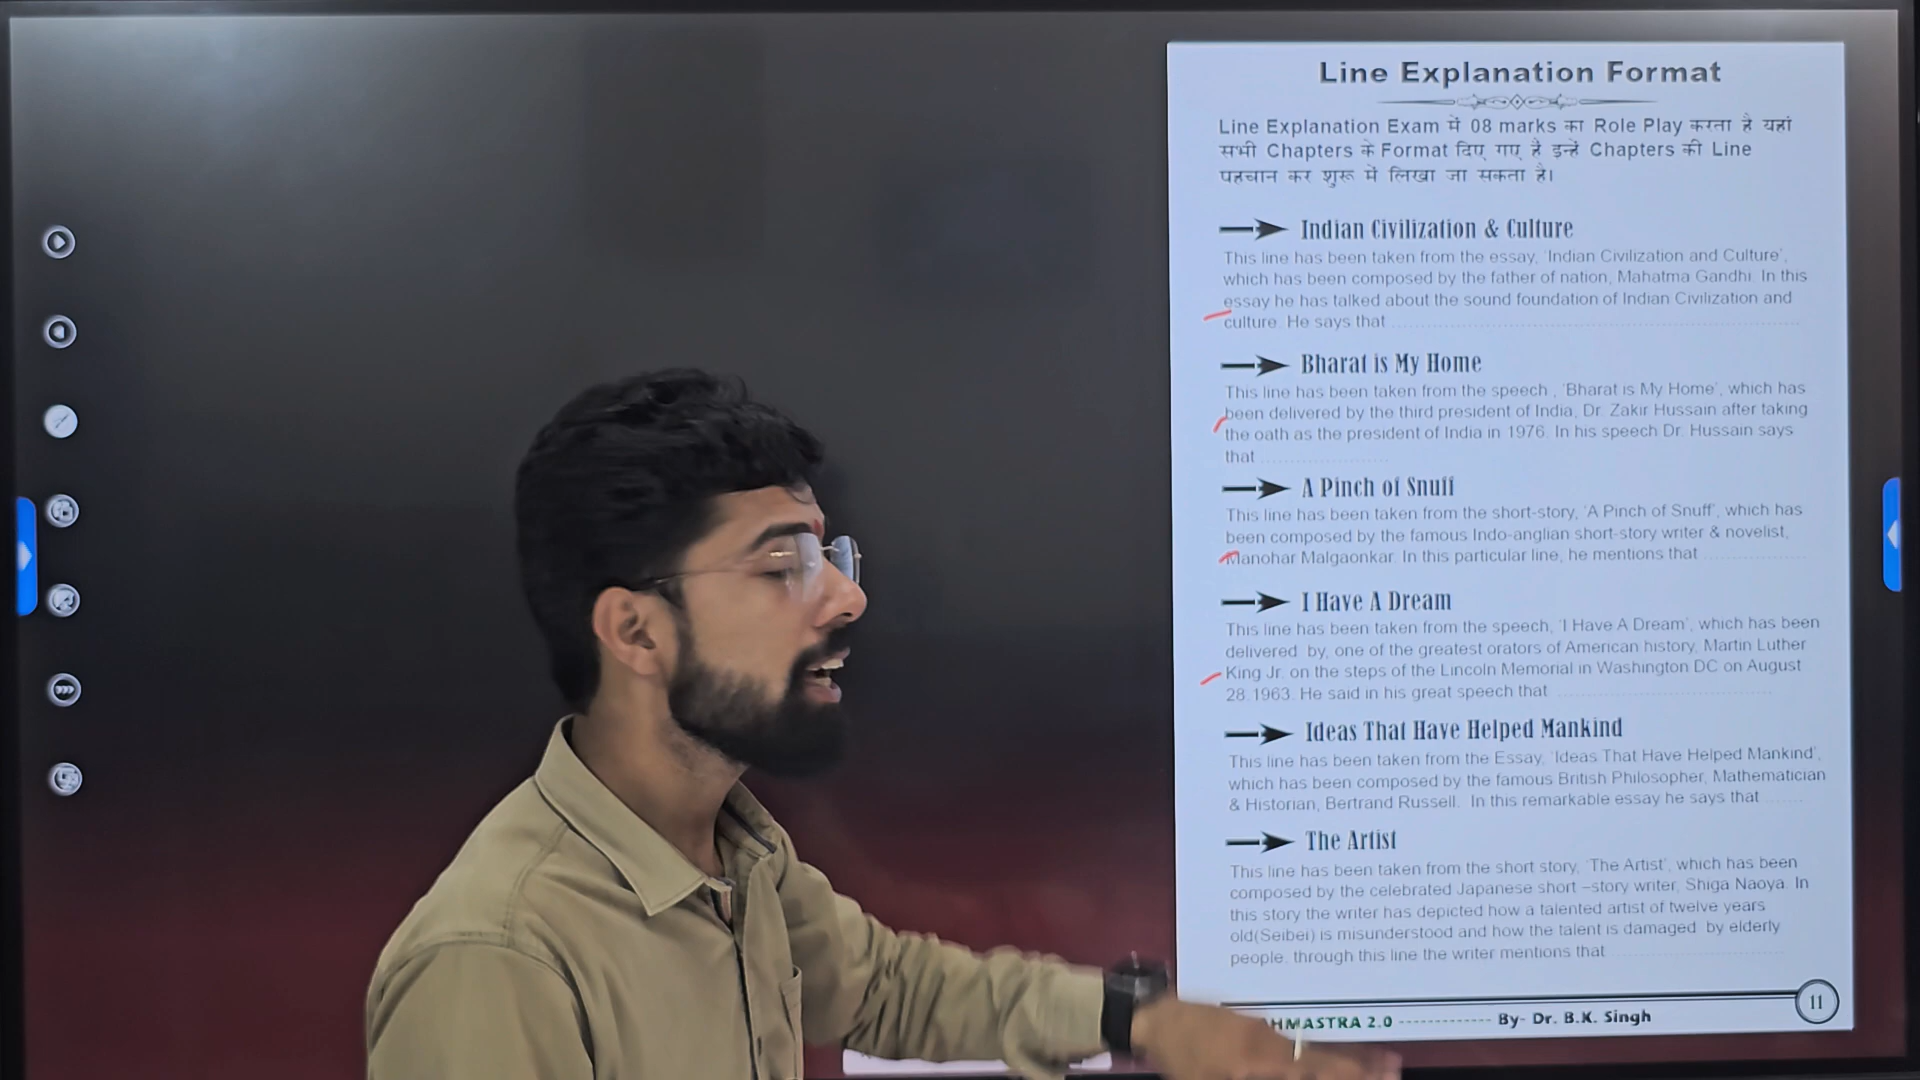 Line Explanation Format
Line Explanation Exam में 08 marks का Role Play करता है यहां
सभी Chapters के Format दिए गए है इन्हें Chapters की Line
पहचान कर शुरू में लिखा जा सकता है।
Indian Civilization & Culture
This line has been taken from the essay, 'Indian Civilization and Culture',
which has been composed by the father of nation, Mahatma Gandhi. In this
essay he has talked about the sound foundation of Indian Civilization and
culture. He says that
Bharat is My Home
This line has been taken from the speech , 'Bharat is My Home', which has
been delivered by the third president of India, Dr. Zakir Hussain after taking
the oath as the president of India in 1976. In his speech Dr. Hussain says
that
A Pinch of Snuff
This line has been taken from the short-story, 'A Pinch of Snuff', which has
been composed by the famous Indo-anglian short-story writer & novelist,
Manohar Malgaonkar. In this particular line, he mentions that
I Have A Dream
This line has been taken from the speech, 'I Have A Dream', which has been
delivered by, one of the greatest orators of American history, Martin Luther
King Jr. on the steps of the Lincoln Memorial in Washington DC on August
28,1963. He said in his great speech that
Ideas That Have Helped Mankind
This line has been taken from the Essay, 'Ideas That Have Helped Mankind',
which has been composed by the famous British Philosopher, Mathematician
& Historian, Bertrand Russell. In this remarkable essay he says that
The Artist
This line has been taken from the short story, 'The Artist', which has been
composed by the celebrated Japanese short –story writer, Shiga Naoya. In
this story the writer has depicted how a talented artist of twelve years
old(Seibei) is misunderstood and how the talent is damaged by elderly
people. through this line the writer mentions that
HMASTRA 2.0 ------------- By- Dr. B.K. Singh 11